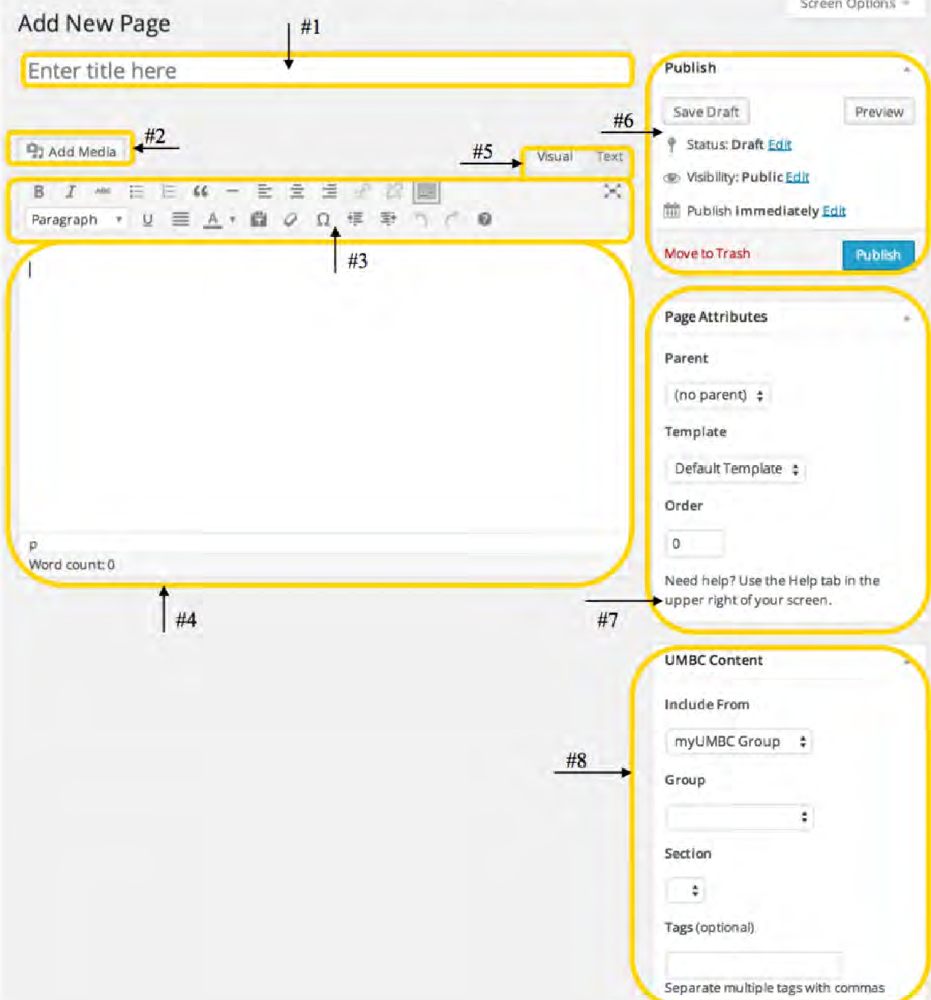 Screen Options
Add New Page
#1
Enter title here
#2
Add Media
#5
Visual Text
B I ABC
Paragraph U A Ω
#3
p
Word count: 0
#4
Publish
Save Draft Preview
#6
Status: Draft Edit
Visibility: Public Edit
Publish immediately Edit
Move to Trash Publish
Page Attributes
Parent
(no parent)
Template
Default Template
Order
0
Need help? Use the Help tab in the
upper right of your screen.
#7
UMBC Content
Include From
myUMBC Group
#8
Group
Section
Tags (optional)
Separate multiple tags with commas